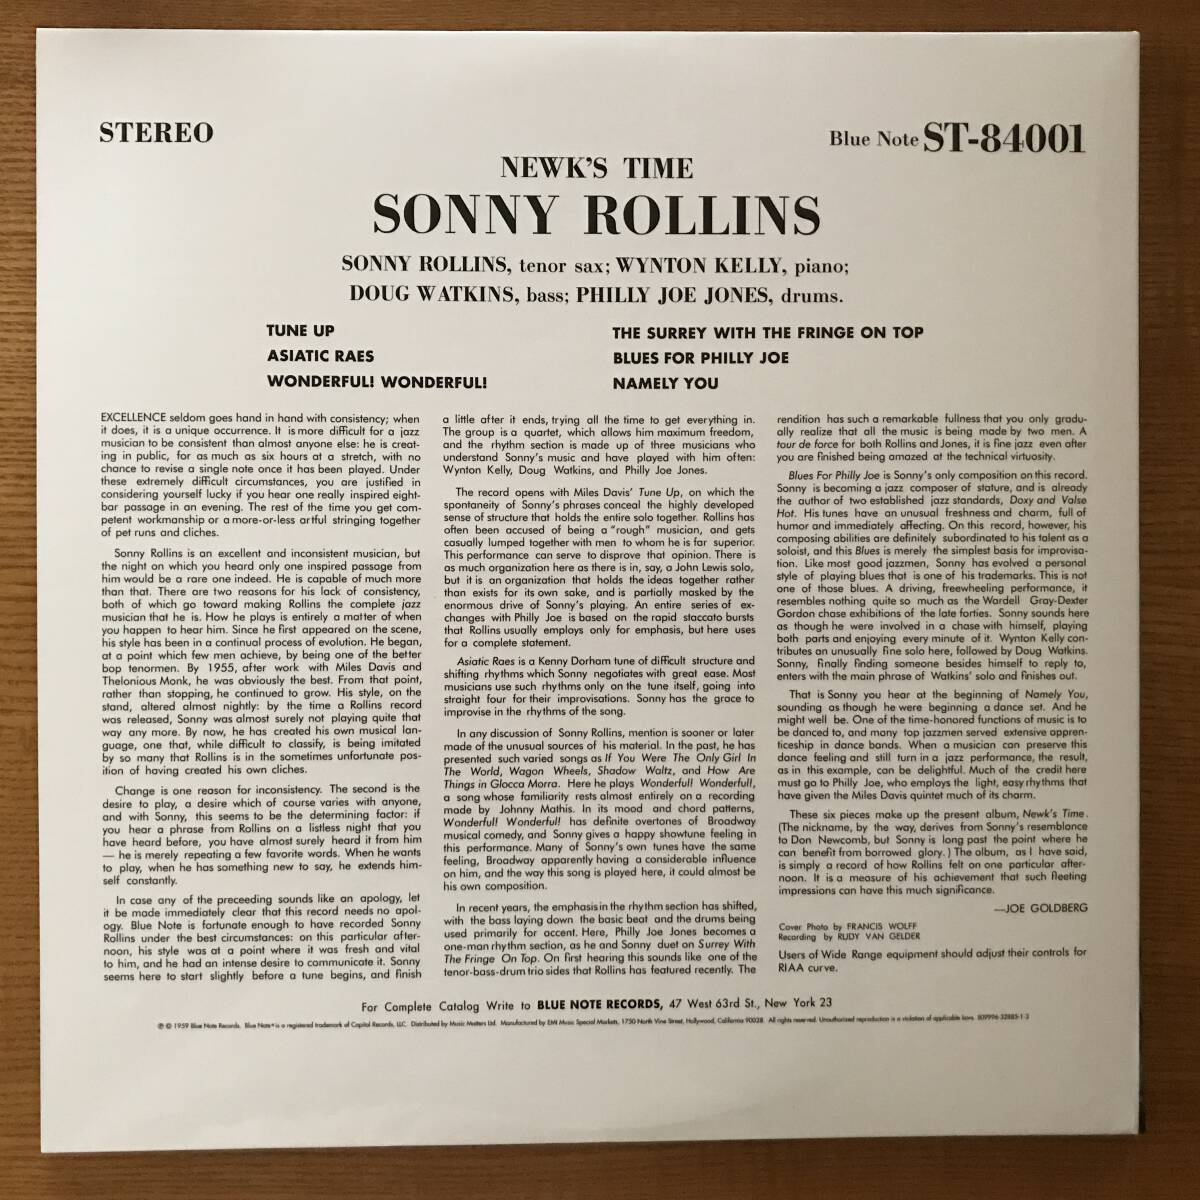 STEREO
Blue Note ST-84001
NEWK'S TIME
SONNY ROLLINS
SONNY ROLLINS, tenor sax; WYNTON KELLY, piano;
DOUG WATKINS, bass; PHILLY JOE JONES, drums.
TUNE UP
ASIATIC RAES
WONDERFUL! WONDERFUL!
THE SURREY WITH THE FRINGE ON TOP
BLUES FOR PHILLY JOE
NAMELY YOU
EXCELLENCE seldom goes hand in hand with consistency; when
it does, it is a unique occurrence. It is more difficult for a jazz
musician to be consistent than almost anyone else: he is creat-
ing in public, for as much as six hours at a stretch, with no
chance to revise a single note once it has been played. Under
these extremely difficult circumstances, you are justified in
considering yourself lucky if you hear one really inspired eight-
bar passage in an evening. The rest of the time you get com-
petent workmanship or a more-or-less artful stringing together
of pet runs and cliches.
Sonny Rollins is an excellent and inconsistent musician, but
the night on which you heard only one inspired passage from
him would be a rare one indeed. He is capable of much more
than that. There are two reasons for his lack of consistency,
both of which go toward making Rollins the complete jazz
musician that he is. How he plays is entirely a matter of when
you happen to hear him. Since he first appeared on the scene,
his style has been in a continual process of evolution. He began,
at a point which few men achieve, by being one of the better
bop tenormen. By 1955, after work with Miles Davis and
Thelonious Monk, he was obviously the best. From that point,
rather than stopping, he continued to grow. His style, on the
stand, altered almost nightly: by the time a Rollins record
was released, Sonny was almost surely not playing quite that
way any more. By now, he has created his own musical lan-
guage, one that, while difficult to classify, is being imitated
by so many that Rollins is in the sometimes unfortunate pos-
ition of having created his own cliches.
Change is one reason for inconsistency. The second is the
desire to play, a desire which of course varies with anyone,
and with Sonny, this seems to be the determining factor: if
you hear a phrase from Rollins on a listless night that you
have heard before, you have almost surely heard it from him
— he is merely repeating a few favorite words. When he wants
to play, when he has something new to say, he extends him-
self constantly.
In case any of the preceeding sounds like an apology, let
it be made immediately clear that this record needs no apol-
ogy. Blue Note is fortunate enough to have recorded Sonny
Rollins under the best circumstances: on this particular after-
noon, his style was at a point where it was fresh and vital
to him, and he had an intense desire to communicate it. Sonny
seems here to start slightly before a tune begins, and finish
a little after it ends, trying all the time to get everything in.
The group is a quartet, which allows him maximum freedom,
and the rhythm section is made up of three musicians who
understand Sonny's music and have played with him often:
Wynton Kelly, Doug Watkins, and Philly Joe Jones.
The record opens with Miles Davis' Tune Up, on which the
spontaneity of Sonny's phrases conceal the highly developed
sense of structure that holds the entire solo together. Rollins has
often been accused of being a "rough" musician, and gets
casually lumped together with men to whom he is far superior.
This performance can serve to disprove that opinion. There is
as much organization here as there is in, say, a John Lewis solo,
but it is an organization that holds the ideas together rather
than exists for its own sake, and is partially masked by the
enormous drive of Sonny's playing. An entire series of ex-
changes with Philly Joe is based on the rapid staccato bursts
that Rollins usually employs only for emphasis, but here uses
for a complete statement.
Asiatic Raes is a Kenny Dorham tune of difficult structure and
shifting rhythms which Sonny negotiates with great ease. Most
musicians use such rhythms only on the tune itself, going into
straight four for their improvisations. Sonny has the grace to
improvise in the rhythms of the song.
In any discussion of Sonny Rollins, mention is sooner or later
made of the unusual sources of his material. In the past, he has
presented such varied songs as If You Were The Only Girl In
The World, Wagon Wheels, Shadow Waltz, and How Are
Things in Glocca Morra. Here he plays Wonderful! Wonderful!,
a song whose familiarity rests almost entirely on a recording
made by Johnny Mathis. In its mood and chord patterns,
Wonderful! Wonderful! has definite overtones of Broadway
musical comedy, and Sonny gives a happy showtune feeling in
this performance. Many of Sonny's own tunes have the same
feeling, Broadway apparently having a considerable influence
on him, and the way this song is played here, it could almost be
his own composition.
In recent years, the emphasis in the rhythm section has shifted,
with the bass laying down the basic beat and the drums being
used primarily for accent. Here, Philly Joe Jones becomes a
one-man rhythm section, as he and Sonny duet on Surrey With
The Fringe On Top. On first hearing this sounds like one of the
tenor-bass-drum trio sides that Rollins has featured recently. The
rendition has such a remarkable fullness that you only gradu-
ally realize that all the music is being made by two men. A
tour de force for both Rollins and Jones, it is fine jazz even after
you are finished being amazed at the technical virtuosity.
Blues For Philly Joe is Sonny's only composition on this record.
Sonny is becoming a jazz composer of stature, and is already
the author of two established jazz standards, Doxy and Valse
Hot. His tunes have an unusual freshness and charm, full of
humor and immediately affecting. On this record, however, his
composing abilities are definitely subordinated to his talent as a
soloist, and this Blues is merely the simplest basis for improvisa-
tion. Like most good jazzmen, Sonny has evolved a personal
style of playing blues that is one of his trademarks. This is not
one of those blues. A driving, freewheeling performance, it
resembles nothing quite so much as the Wardell Gray-Dexter
Gordon chase exhibitions of the late forties. Sonny sounds here
as though he were involved in a chase with himself, playing
both parts and enjoying every minute of it. Wynton Kelly con-
tributes an unusually fine solo here, followed by Doug Watkins.
Sonny, finally finding someone besides himself to reply to,
enters with the main phrase of Watkins' solo and finishes out.
That is Sonny you hear at the beginning of Namely You,
sounding as though he were beginning a dance set. And he
might well be. One of the time-honored functions of music is to
be danced to, and many top jazzmen served extensive appren-
ticeship in dance bands. When a musician can preserve this
dance feeling and still turn in a jazz performance, the result,
as in this example, can be delightful. Much of the credit here
must go to Philly Joe, who employs the light, easy rhythms that
have given the Miles Davis quintet much of its charm.
These six pieces make up the present album, Newk's Time.
(The nickname, by the way, derives from Sonny's resemblance
to Don Newcomb, but Sonny is long past the point where he
can benefit from borrowed glory.) The album, as I have said,
is simply a record of how Rollins felt on one particular after-
noon. It is a measure of his achievement that such fleeting
impressions can have this much significance.
—JOE GOLDBERG
Cover Photo by FRANCIS WOLFF
Recording by RUDY VAN GELDER
Users of Wide Range equipment should adjust their controls for
RIAA curve.
For Complete Catalog Write to BLUE NOTE RECORDS, 47 West 63rd St., New York 23
℗ © 1959 Blue Note Records. Blue Note® is a registered trademark of Capitol Records, LLC. Distributed by Music Matters Ltd. Manufactured by EMI Music Special Markets, 1750 North Vine Street, Hollywood, California 90028. All rights reserved. Unauthorized reproduction is a violation of applicable laws. 809996-32885-1-3